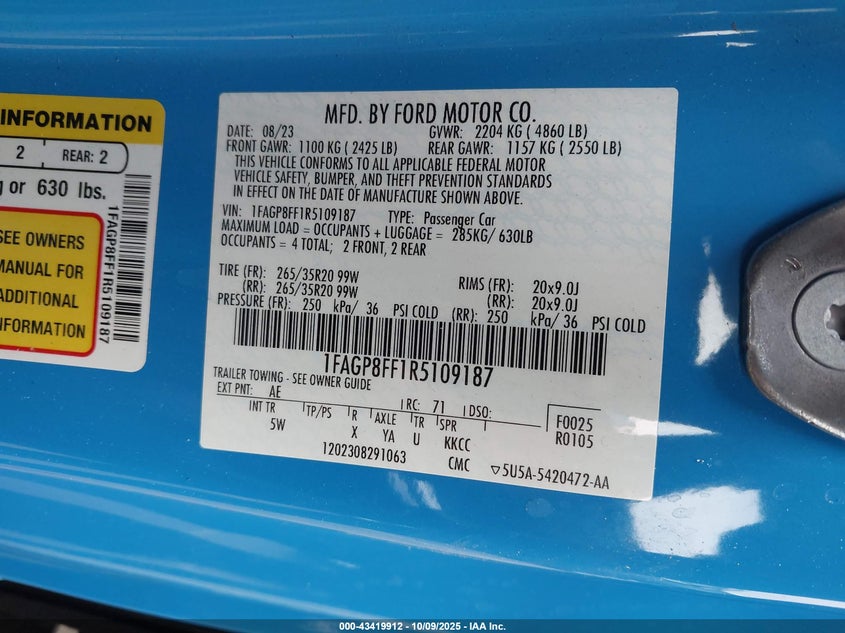 INFORMATION
2 REAR: 2
g or 630 lbs.
SEE OWNERS
MANUAL FOR
ADDITIONAL
INFORMATION
1FAGP8FF1R5109187
MFD. BY FORD MOTOR CO.
DATE: 08/23 GVWR: 2204 KG ( 4860 LB)
FRONT GAWR: 1100 KG ( 2425 LB) REAR GAWR: 1157 KG ( 2550 LB)
THIS VEHICLE CONFORMS TO ALL APPLICABLE FEDERAL MOTOR
VEHICLE SAFETY, BUMPER, AND THEFT PREVENTION STANDARDS
IN EFFECT ON THE DATE OF MANUFACTURE SHOWN ABOVE.
VIN: 1FAGP8FF1R5109187 TYPE: Passenger Car
MAXIMUM LOAD = OCCUPANTS + LUGGAGE = 285KG/ 630LB
OCCUPANTS = 4 TOTAL; 2 FRONT, 2 REAR
TIRE (FR): 265/35R20 99W RIMS (FR): 20x9.0J
(RR): 265/35R20 99W (RR): 20x9.0J
PRESSURE (FR): 250 kPa/ 36 PSI COLD (RR): 250 kPa/ 36 PSI COLD
1FAGP8FF1R5109187
TRAILER TOWING - SEE OWNER GUIDE
EXT PNT: AE RC: 71 DSO:
INT TR TP/PS R AXLE TR SPR F0025
5W X YA U KKCC R0105
1202308291063 CMC ▽5U5A-5420472-AA
000-43419912 - 10/09/2025 - IAA Inc.